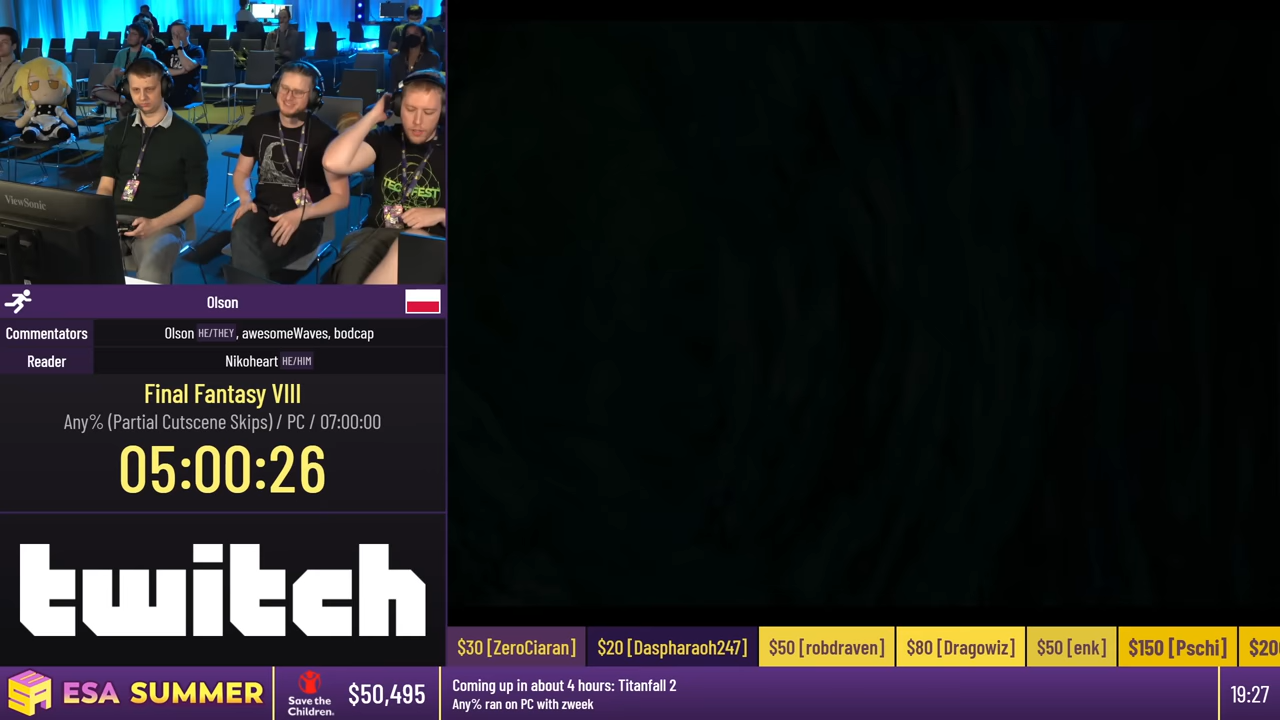 ViewSonic
TECHFEST
Olson
Commentators
Olson HE/THEY, awesomeWaves, bodcap
Reader
Nikoheart HE/HIM
Final Fantasy VIII
Any% (Partial Cutscene Skips) / PC / 07:00:00
05:00:26
twitch
$30 [ZeroCiaran]
$20 [Daspharaoh247]
$50 [robdraven]
$80 [Dragowiz]
$50 [enk]
$150 [Pschi]
ESA SUMMER
Save the
Children.
$50,495
Coming up in about 4 hours: Titanfall 2
Any% ran on PC with zweek
19:27